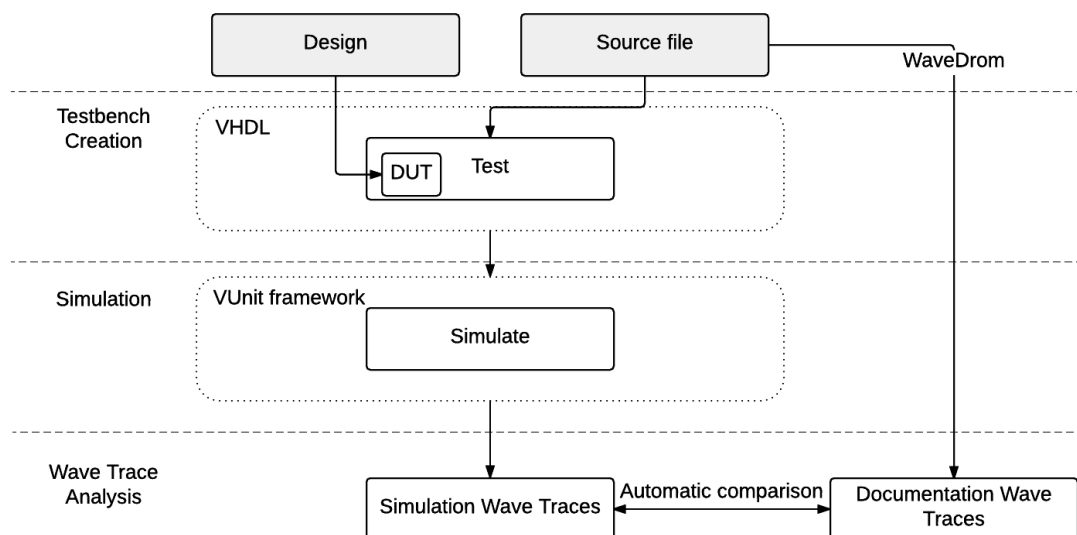 Design
Source file
WaveDrom
Testbench
Creation
VHDL
DUT
Test
Simulation
VUnit framework
Simulate
Wave Trace
Analysis
Simulation Wave Traces
Automatic comparison
Documentation Wave
Traces